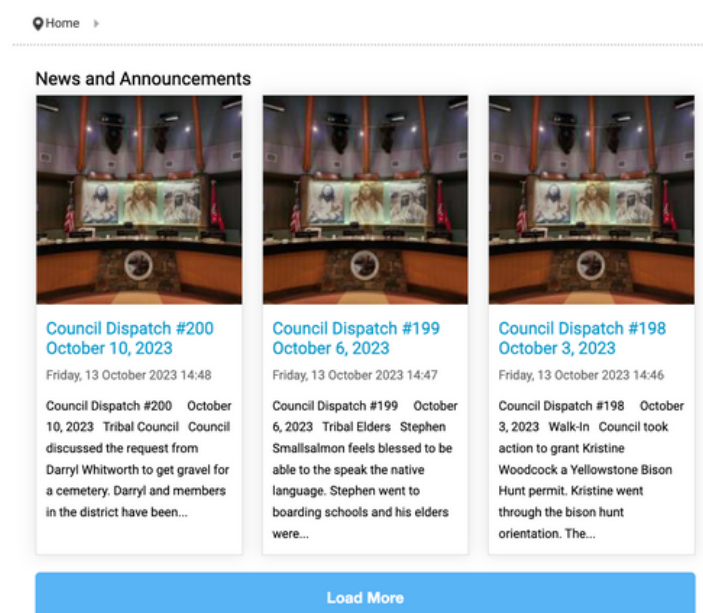 Home
News and Announcements
Council Dispatch #200
October 10, 2023
Friday, 13 October 2023 14:48
Council Dispatch #200 October
10, 2023 Tribal Council Council
discussed the request from
Darryl Whitworth to get gravel for
a cemetery. Darryl and members
in the district have been...
Council Dispatch #199
October 6, 2023
Friday, 13 October 2023 14:47
Council Dispatch #199 October
6, 2023 Tribal Elders Stephen
Smallsalmon feels blessed to be
able to the speak the native
language. Stephen went to
boarding schools and his elders
were...
Council Dispatch #198
October 3, 2023
Friday, 13 October 2023 14:46
Council Dispatch #198 October
3, 2023 Walk-In Council took
action to grant Kristine
Woodcock a Yellowstone Bison
Hunt permit. Kristine went
through the bison hunt
orientation. The...
Load More